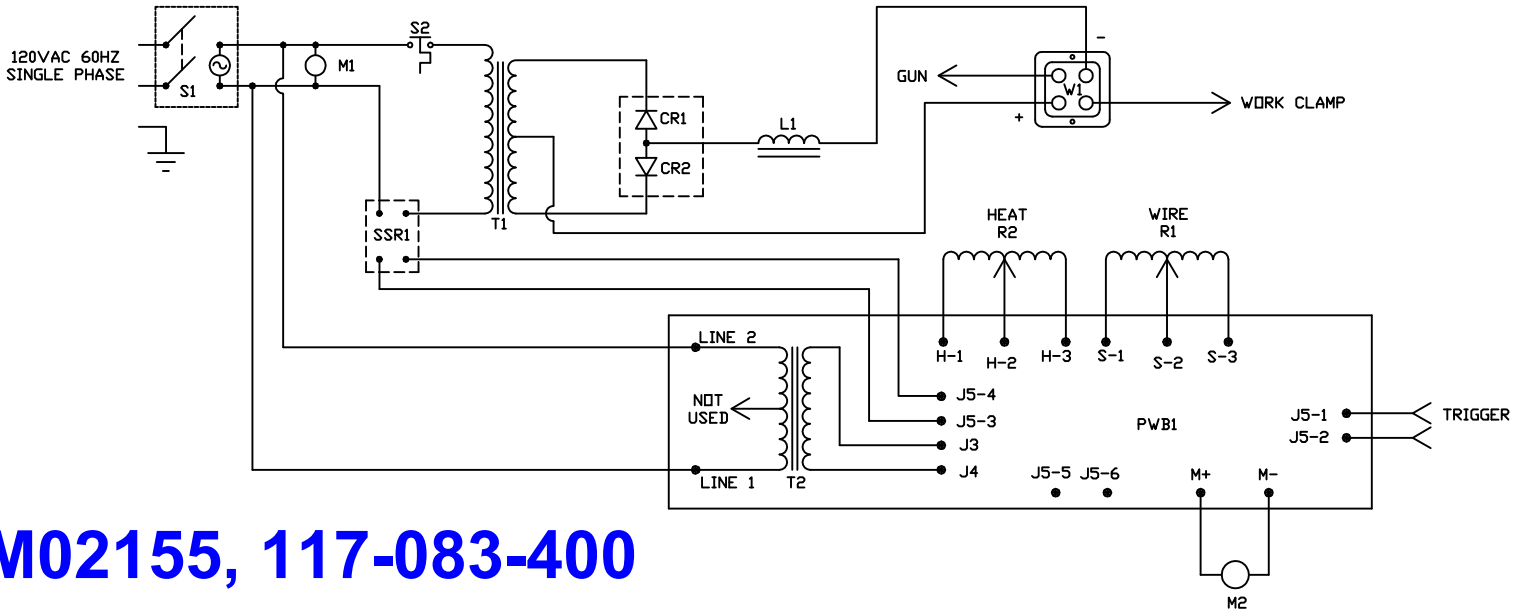 S2
120VAC 60HZ
SINGLE PHASE
S1
M1
T1
CR1
CR2
L1
GUN
W1
-
+
WORK CLAMP
SSR1
HEAT
R2
WIRE
R1
LINE 2
H-1
H-2
H-3
S-1
S-2
S-3
NOT
USED
J5-4
J5-3
J3
J4
PWB1
J5-1
J5-2
TRIGGER
LINE 1
T2
J5-5
J5-6
M+
M-
M2
M02155, 117-083-400